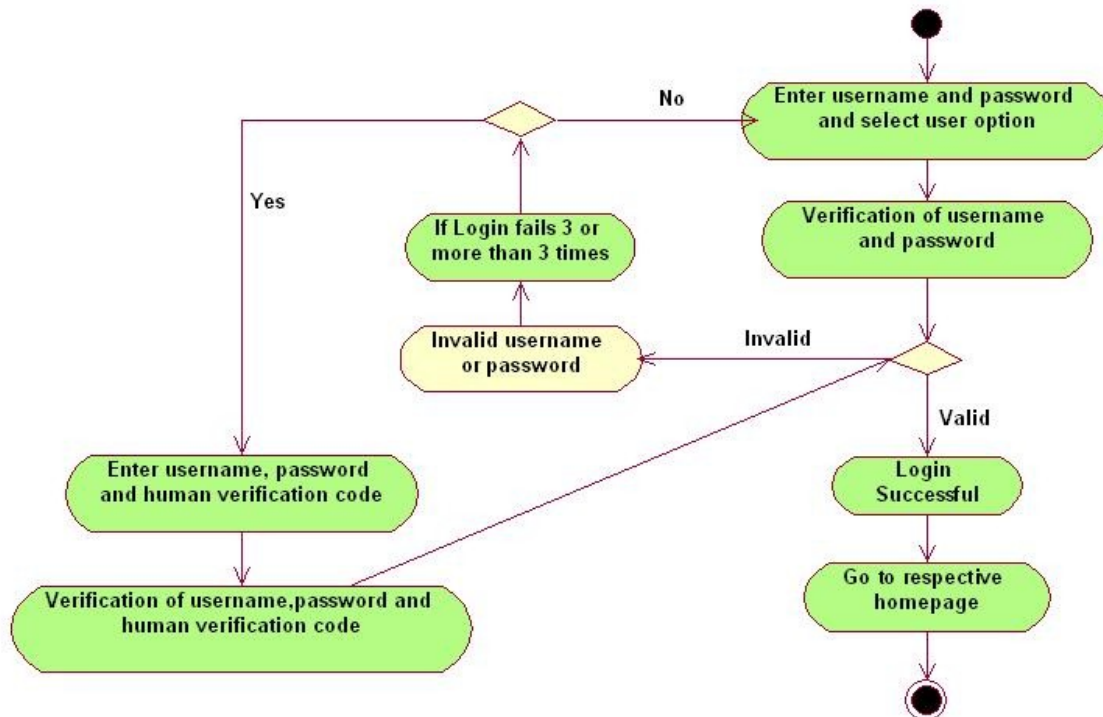 Enter username and password
and select user option
No
Yes
Verification of username
and password
If Login fails 3 or
more than 3 times
Invalid username
or password
Invalid
Valid
Enter username, password
and human verification code
Login
Successful
Verification of username,password and
human verification code
Go to respective
homepage